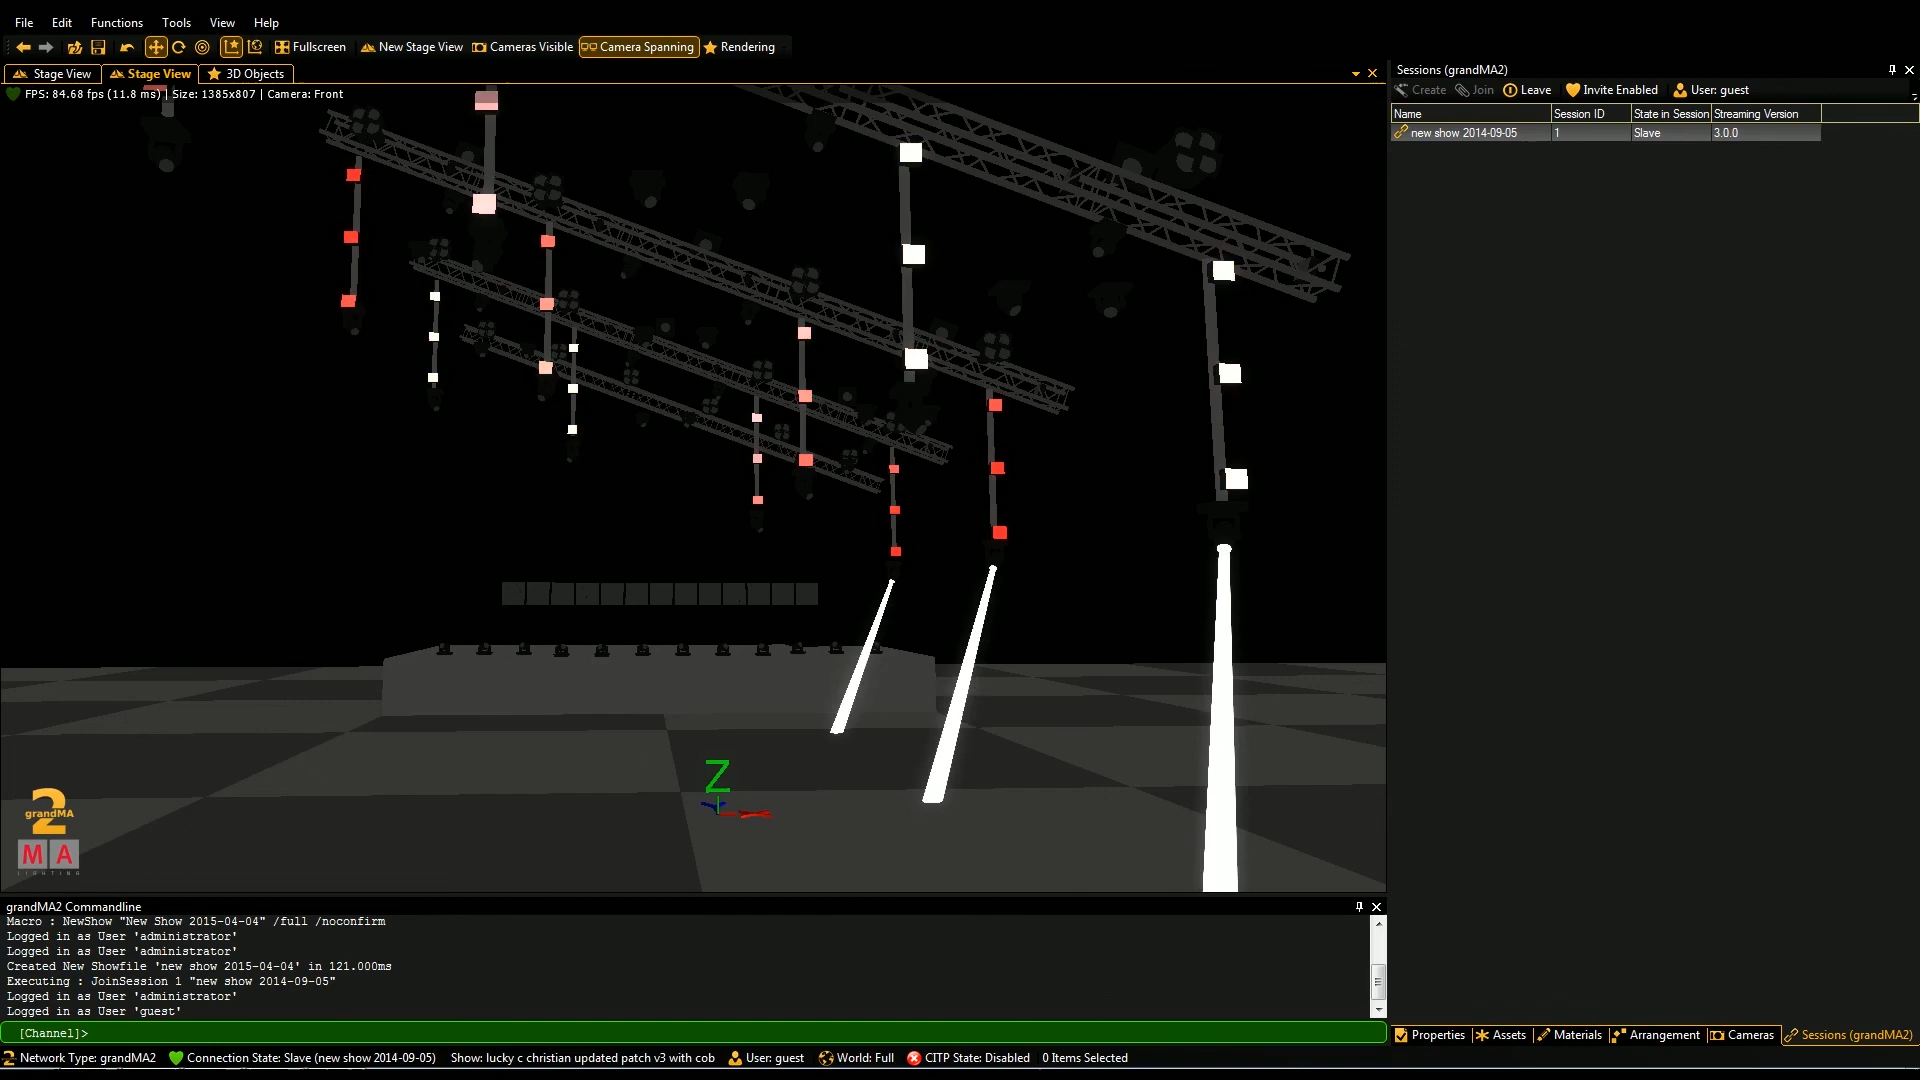 File Edit Functions Tools View Help
Fullscreen New Stage View Cameras Visible Camera Spanning Rendering
Stage View Stage View 3D Objects
FPS: 84.68 fps (11.8 ms) | Size: 1385x807 | Camera: Front
Sessions (grandMA2)
Create Join Leave Invite Enabled User: guest
Name Session ID State in Session Streaming Version
new show 2014-09-05 1 Slave 3.0.0
Z
2
grandMA
MA
LIGHTING
grandMA2 Commandline
Macro : NewShow "New Show 2015-04-04" /full /noconfirm
Logged in as User 'administrator'
Logged in as User 'administrator'
Created New Showfile 'new show 2015-04-04' in 121.000ms
Executing : JoinSession 1 "new show 2014-09-05"
Logged in as User 'administrator'
Logged in as User 'guest'
[Channel]>
Properties Assets Materials Arrangement Cameras Sessions (grandMA2)
2 Network Type: grandMA2 Connection State: Slave (new show 2014-09-05) Show: lucky c christian updated patch v3 with cob User: guest World: Full CITP State: Disabled 0 Items Selected